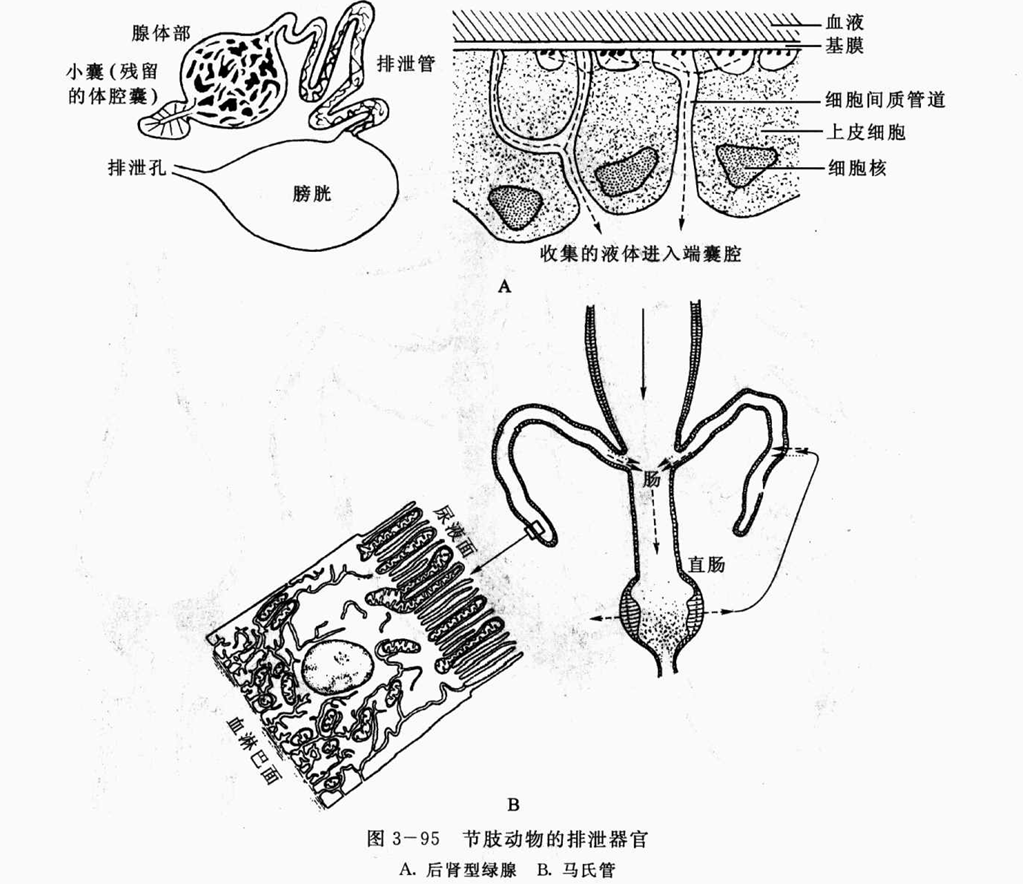 腺体部
小囊(残留
的体腔囊)
排泄管
排泄孔
膀胱
血液
基膜
细胞间质管道
上皮细胞
细胞核
收集的液体进入端囊腔
A
肠
直肠
尿液面
血淋巴面
B
图 3-95 节肢动物的排泄器官
A. 后肾型绿腺 B. 马氏管